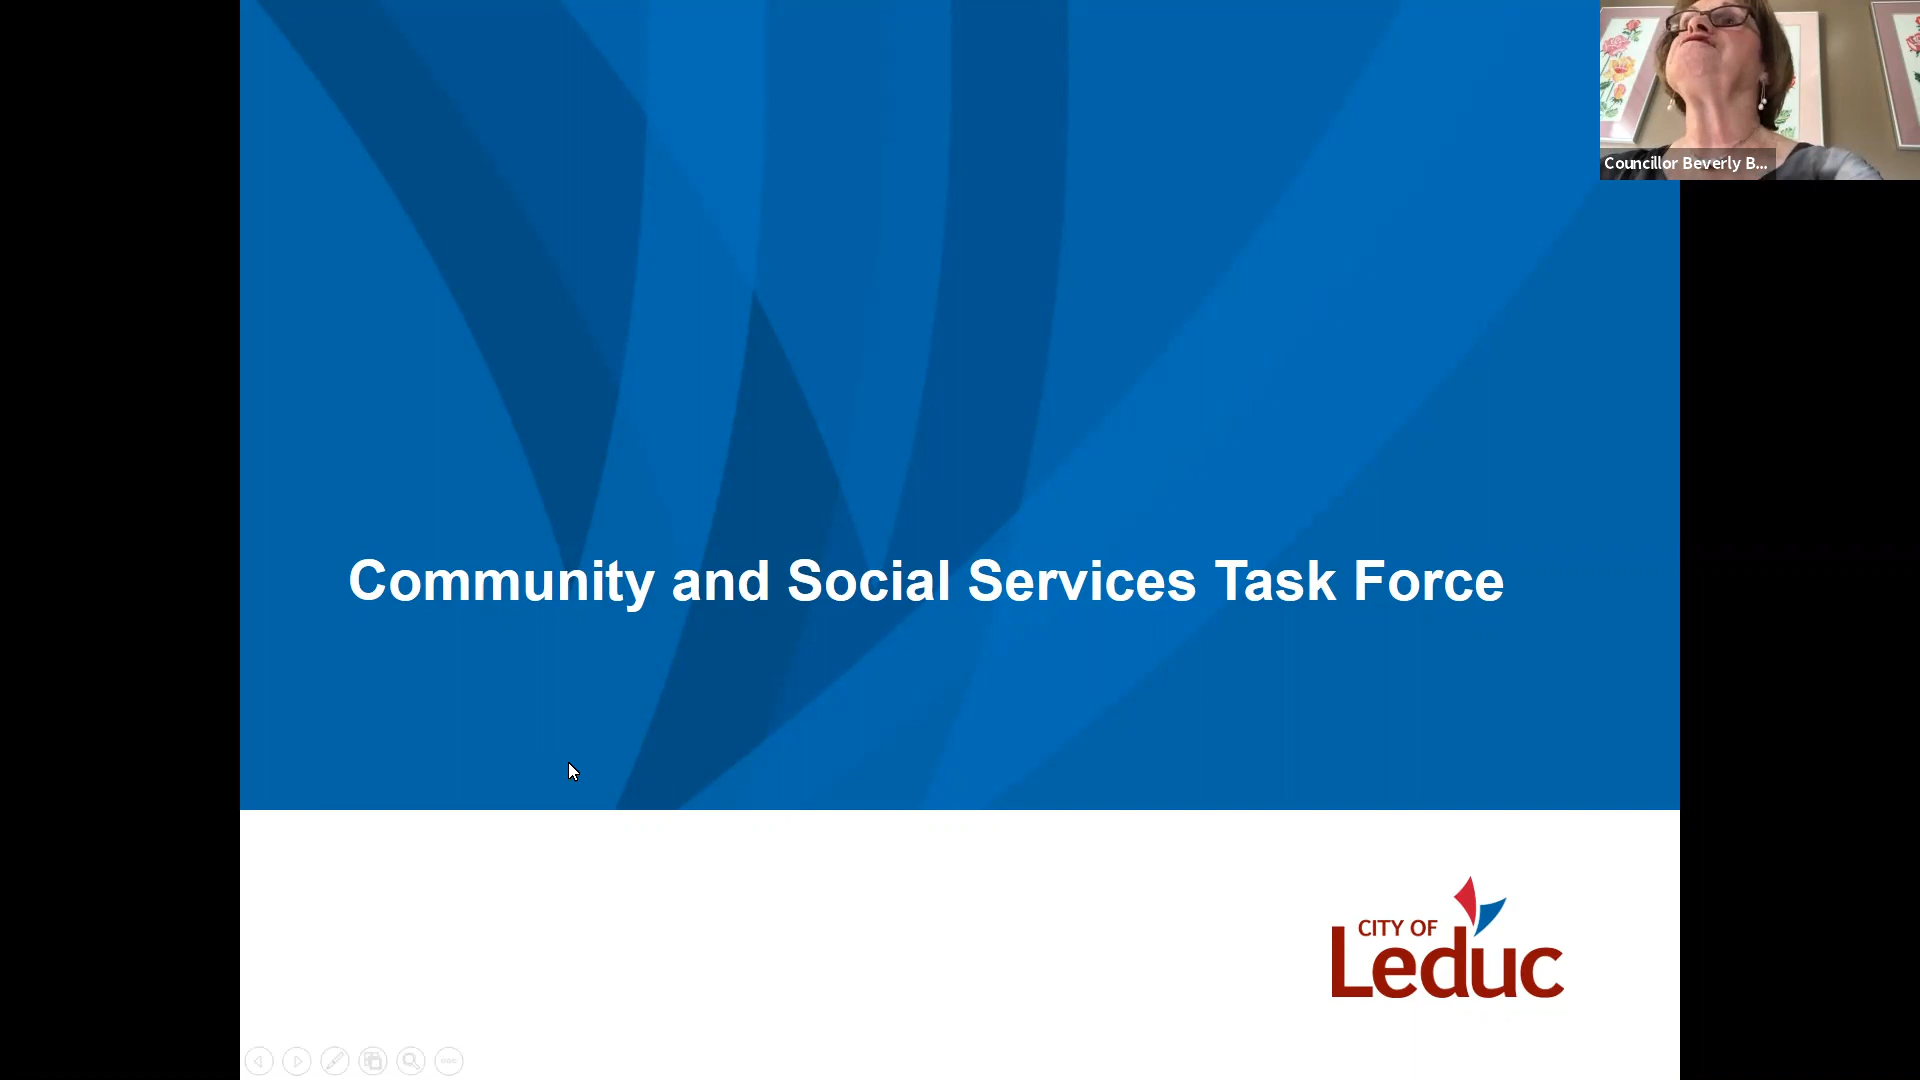 Councillor Beverly B...
Community and Social Services Task Force
CITY OF
Leduc